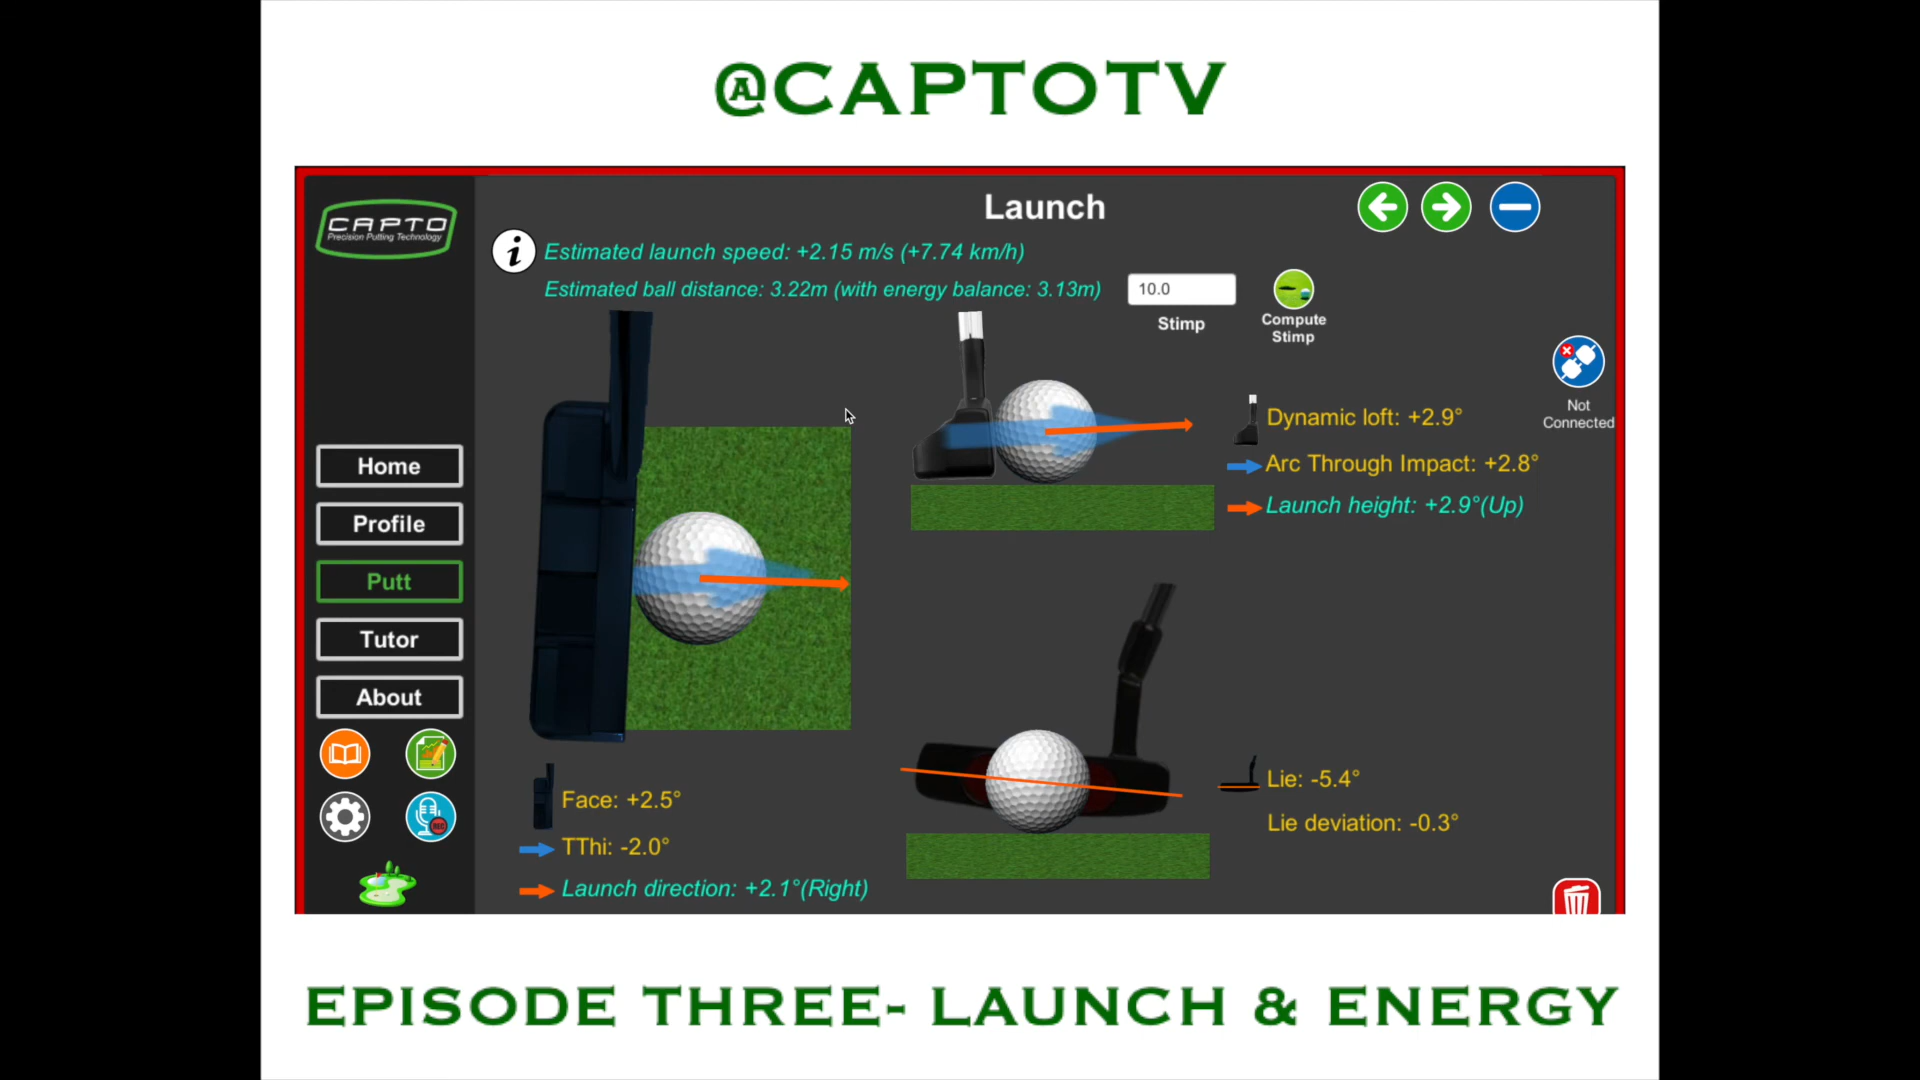 @CAPTOTV
CAPTO
Precision Putting Technology
Launch
Estimated launch speed: +2.15 m/s (+7.74 km/h)
Estimated ball distance: 3.22m (with energy balance: 3.13m)
10.0
Stimp
Compute
Stimp
Not
Connected
Home
Profile
Putt
Tutor
About
REC
Dynamic loft: +2.9°
Arc Through Impact: +2.8°
Launch height: +2.9°(Up)
Face: +2.5°
TThi: -2.0°
Launch direction: +2.1°(Right)
Lie: -5.4°
Lie deviation: -0.3°
EPISODE THREE- LAUNCH & ENERGY